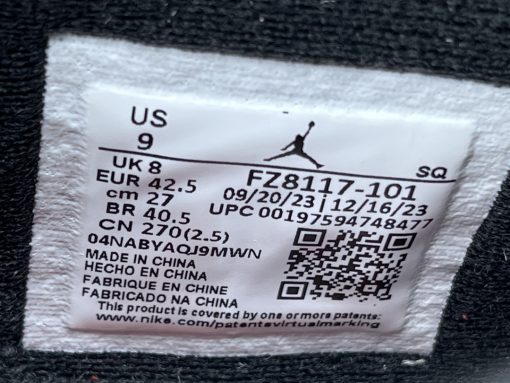 US
9
SQ
UK 8
FZ8117-101
EUR 42.5
09/20/23 | 12/16/23
cm 27
UPC 00197594748477
BR 40.5
CN 270(2.5)
04NABYAQJ9MWN
MADE IN CHINA
HECHO EN CHINA
FABRIQUE EN CHINE
FABRICADO NA CHINA
This product is covered by one or more patents:
www.nike.com/patentsvirtualmarking